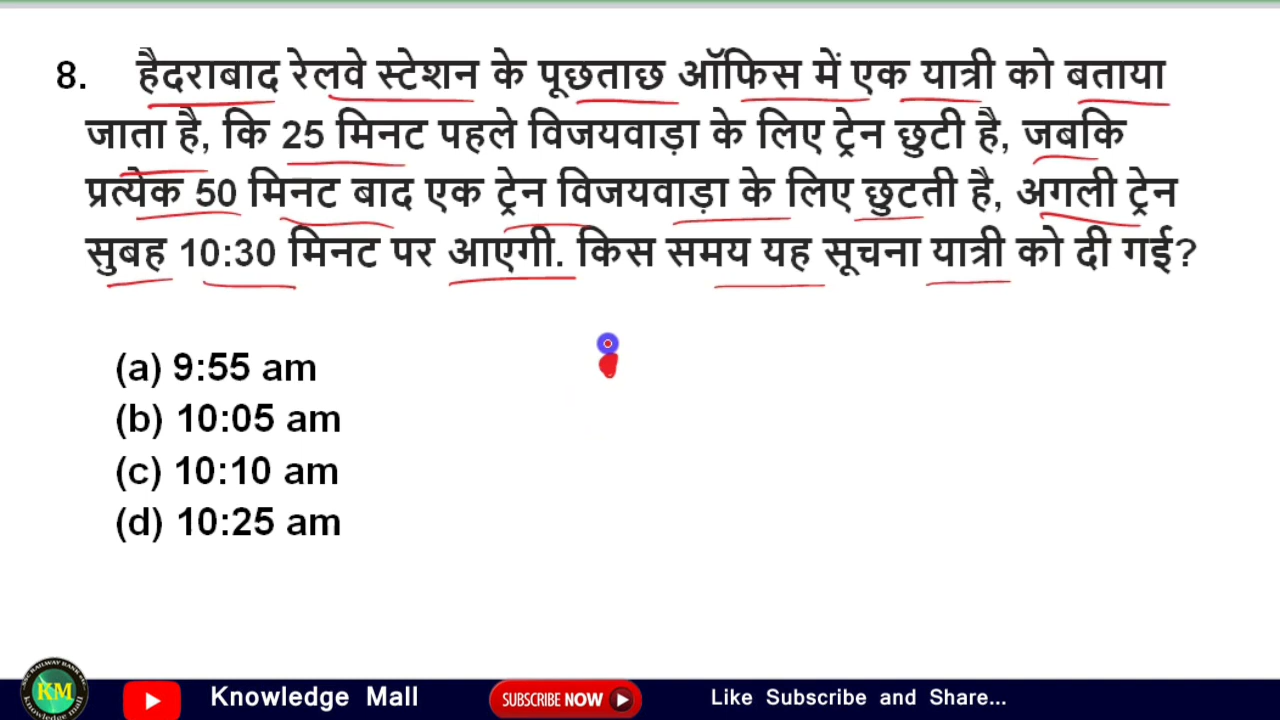 8. हैदराबाद रेलवे स्टेशन के पूछताछ ऑफिस में एक यात्री को बताया
जाता है, कि 25 मिनट पहले विजयवाड़ा के लिए ट्रेन छुटी है, जबकि
प्रत्येक 50 मिनट बाद एक ट्रेन विजयवाड़ा के लिए छुटती है, अगली ट्रेन
सुबह 10:30 मिनट पर आएगी. किस समय यह सूचना यात्री को दी गई?
(a) 9:55 am
(b) 10:05 am
(c) 10:10 am
(d) 10:25 am
KM
Knowledge Mall
SUBSCRIBE NOW
Like Subscribe and Share...